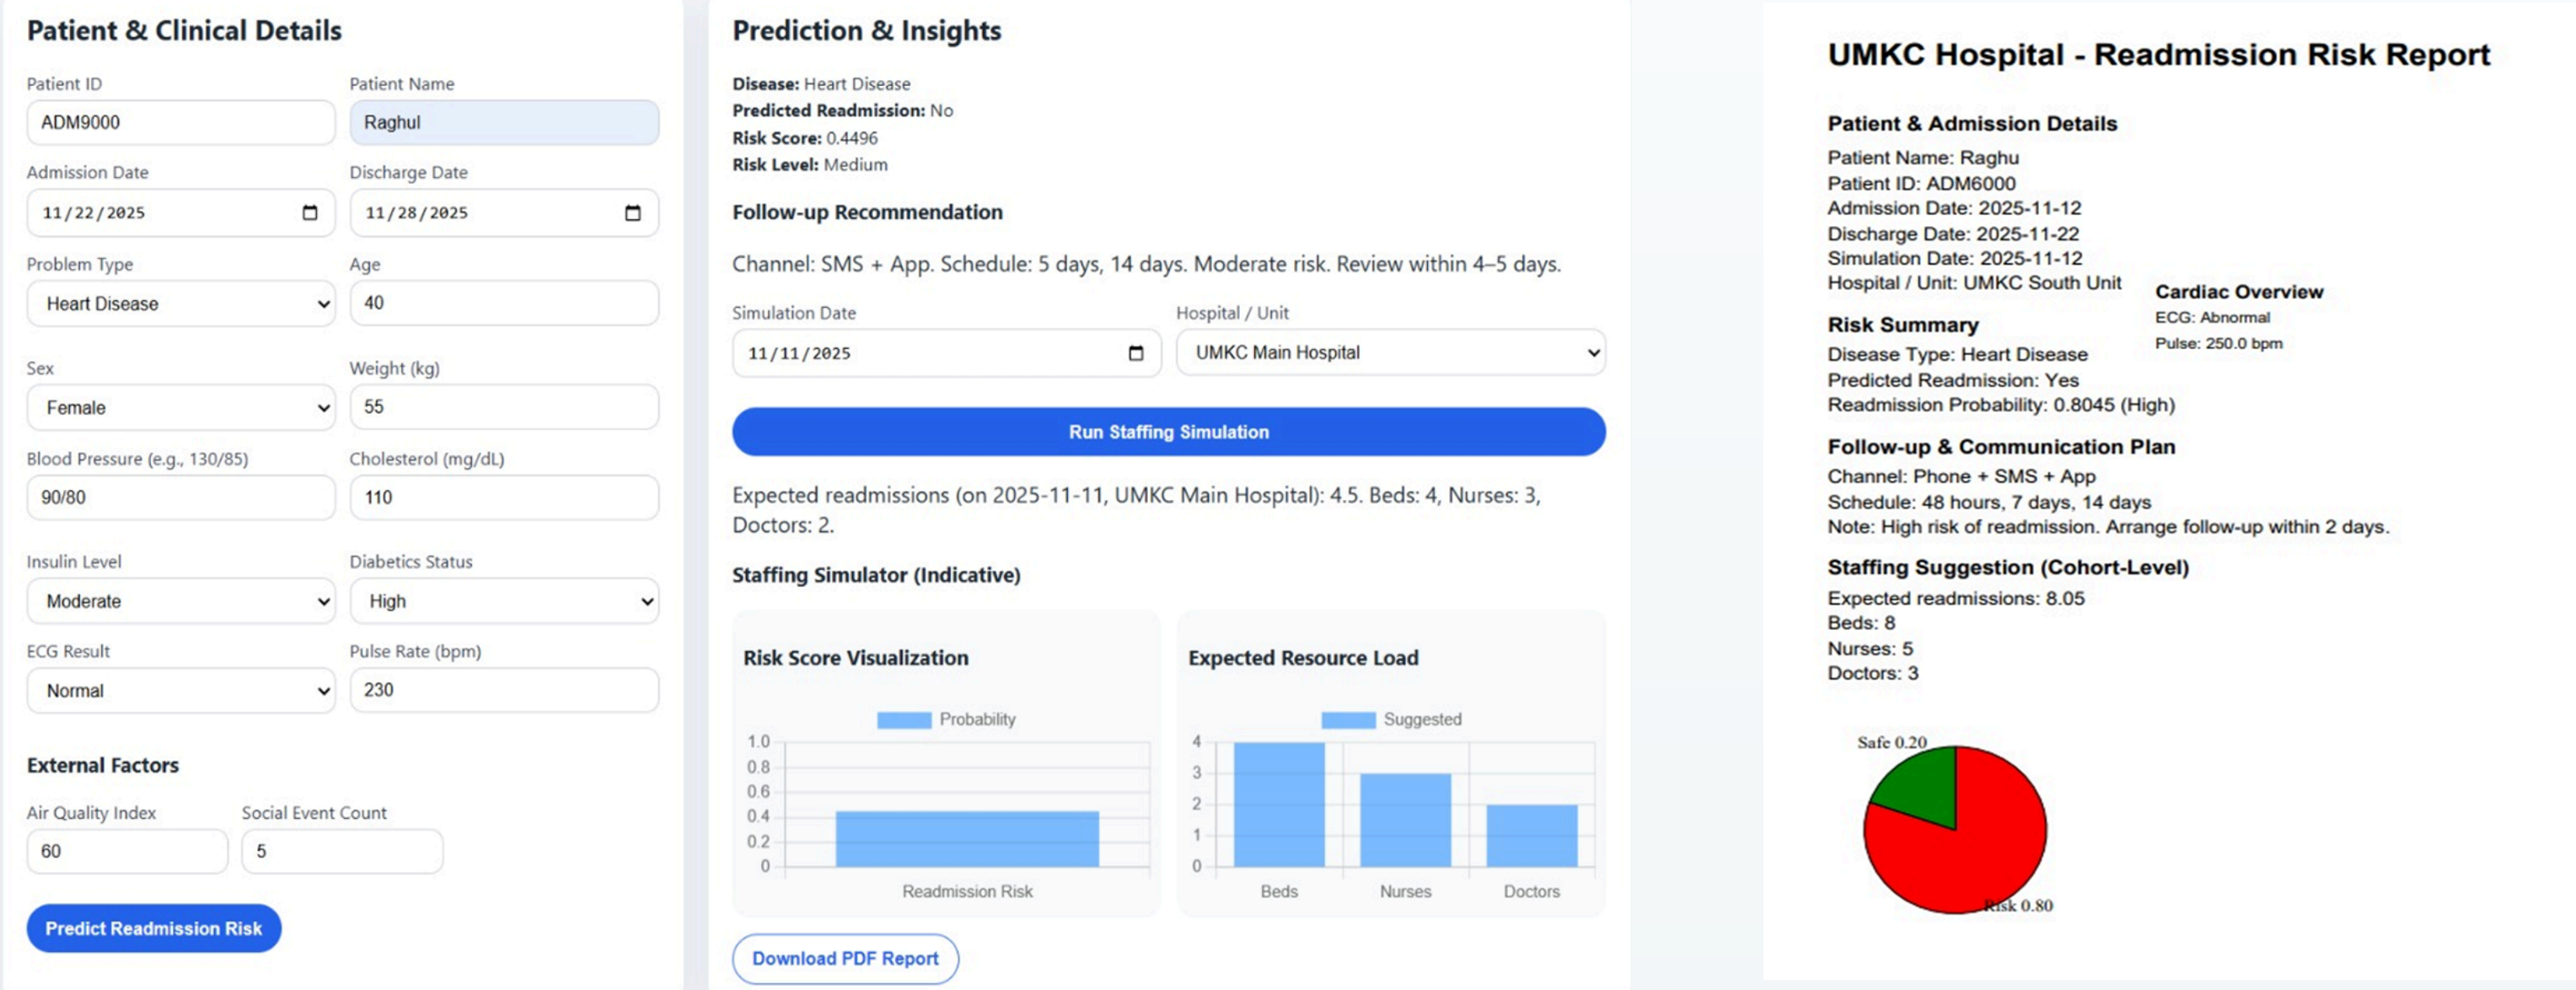 Patient & Clinical Details
Patient ID
Patient Name
ADM9000
Raghul
Admission Date
Discharge Date
11/22/2025
11/28/2025
Problem Type
Age
Heart Disease
40
Sex
Weight (kg)
Female
55
Blood Pressure (e.g., 130/85)
Cholesterol (mg/dL)
90/80
110
Insulin Level
Diabetics Status
Moderate
High
ECG Result
Pulse Rate (bpm)
Normal
230
External Factors
Air Quality Index
Social Event Count
60
5
Predict Readmission Risk
Prediction & Insights
Disease: Heart Disease
Predicted Readmission: No
Risk Score: 0.4496
Risk Level: Medium
Follow-up Recommendation
Channel: SMS + App. Schedule: 5 days, 14 days. Moderate risk. Review within 4–5 days.
Simulation Date
Hospital / Unit
11/11/2025
UMKC Main Hospital
Run Staffing Simulation
Expected readmissions (on 2025-11-11, UMKC Main Hospital): 4.5. Beds: 4, Nurses: 3,
Doctors: 2.
Staffing Simulator (Indicative)
Risk Score Visualization
Probability
1.0
0.8
0.6
0.4
0.2
0
Readmission Risk
Expected Resource Load
Suggested
4
3
2
1
0
Beds
Nurses
Doctors
Download PDF Report
UMKC Hospital - Readmission Risk Report
Patient & Admission Details
Patient Name: Raghu
Patient ID: ADM6000
Admission Date: 2025-11-12
Discharge Date: 2025-11-22
Simulation Date: 2025-11-12
Hospital / Unit: UMKC South Unit
Cardiac Overview
ECG: Abnormal
Pulse: 250.0 bpm
Risk Summary
Disease Type: Heart Disease
Predicted Readmission: Yes
Readmission Probability: 0.8045 (High)
Follow-up & Communication Plan
Channel: Phone + SMS + App
Schedule: 48 hours, 7 days, 14 days
Note: High risk of readmission. Arrange follow-up within 2 days.
Staffing Suggestion (Cohort-Level)
Expected readmissions: 8.05
Beds: 8
Nurses: 5
Doctors: 3
Safe 0.20
Risk 0.80